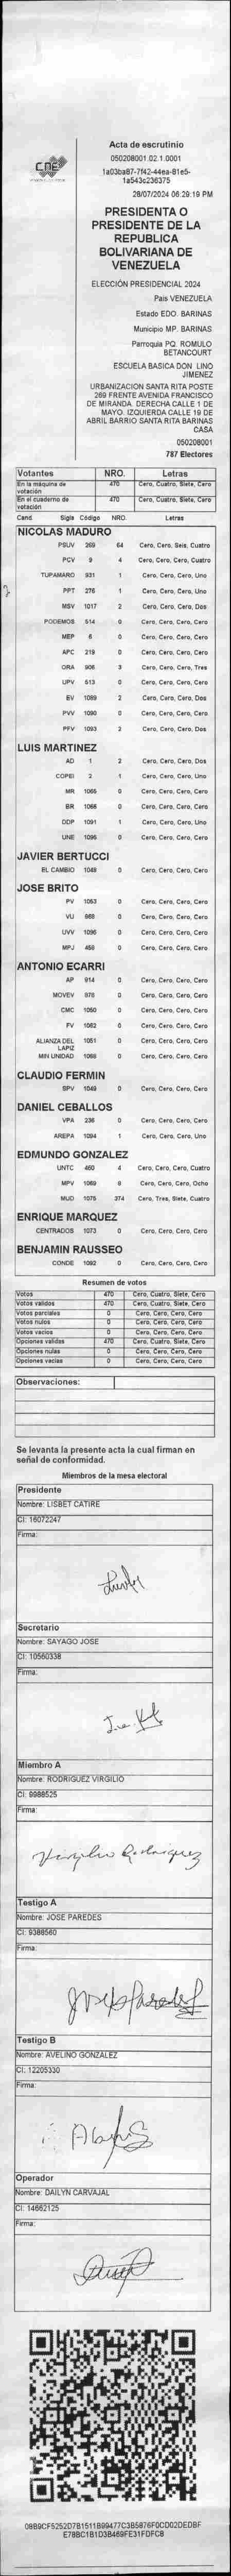 CNE
Acta de escrutinio
050208001.02.1.0001
1a03ba97-7f42-44ea-81e5-
1a543c236375
28/07/2024 06:29:19 PM
PRESIDENTA O
PRESIDENTE DE LA
REPUBLICA
BOLIVARIANA DE
VENEZUELA
ELECCIÓN PRESIDENCIAL 2024
País VENEZUELA
Estado EDO. BARINAS
Municipio MP. BARINAS
Parroquia PQ. ROMULO
BETANCOURT
ESCUELA BASICA DON LINO
JIMENEZ
URBANIZACION SANTA RITA POSTE
269 FRENTE AVENIDA FRANCISCO
DE MIRANDA. DERECHA CALLE 1 DE
MAYO. IZQUIERDA CALLE 19 DE
ABRIL BARRIO SANTA RITA BARINAS
CASA
050208001
787 Electores
Votantes NRO. Letras
En la máquina de votación 470 Cero, Cuatro, Siete, Cero
En el cuaderno de votación 470 Cero, Cuatro, Siete, Cero
Cand. Sigla Código NRO. Letras
NICOLAS MADURO
PSUV 269 64 Cero, Cero, Seis, Cuatro
PCV 9 4 Cero, Cero, Cero, Cuatro
TUPAMARO 931 1 Cero, Cero, Cero, Uno
PPT 276 1 Cero, Cero, Cero, Uno
MSV 1017 2 Cero, Cero, Cero, Dos
PODEMOS 514 0 Cero, Cero, Cero, Cero
MEP 6 0 Cero, Cero, Cero, Cero
APC 219 0 Cero, Cero, Cero, Cero
ORA 906 3 Cero, Cero, Cero, Tres
UPV 613 0 Cero, Cero, Cero, Cero
EV 1089 2 Cero, Cero, Cero, Dos
PVV 1090 0 Cero, Cero, Cero, Cero
PFV 1093 2 Cero, Cero, Cero, Dos
LUIS MARTINEZ
AD 1 2 Cero, Cero, Cero, Dos
COPEI 2 1 Cero, Cero, Cero, Uno
MR 1066 0 Cero, Cero, Cero, Cero
BR 1068 0 Cero, Cero, Cero, Cero
DDP 1091 1 Cero, Cero, Cero, Uno
UNE 1096 0 Cero, Cero, Cero, Cero
JAVIER BERTUCCI
EL CAMBIO 1048 0 Cero, Cero, Cero, Cero
JOSE BRITO
PV 1053 0 Cero, Cero, Cero, Cero
VU 868 0 Cero, Cero, Cero, Cero
UVV 1095 0 Cero, Cero, Cero, Cero
MPJ 458 0 Cero, Cero, Cero, Cero
ANTONIO ECARRI
AP 914 0 Cero, Cero, Cero, Cero
MOVEV 978 0 Cero, Cero, Cero, Cero
CMC 1050 0 Cero, Cero, Cero, Cero
FV 1062 0 Cero, Cero, Cero, Cero
ALIANZA DEL LAPIZ 1051 0 Cero, Cero, Cero, Cero
MIN UNIDAD 1069 0 Cero, Cero, Cero, Cero
CLAUDIO FERMIN
SPV 1049 0 Cero, Cero, Cero, Cero
DANIEL CEBALLOS
VPA 236 0 Cero, Cero, Cero, Cero
AREPA 1094 1 Cero, Cero, Cero, Uno
EDMUNDO GONZALEZ
UNTC 460 4 Cero, Cero, Cero, Cuatro
MPV 1069 8 Cero, Cero, Cero, Ocho
MUD 1075 374 Cero, Tres, Siete, Cuatro
ENRIQUE MARQUEZ
CENTRADOS 1073 0 Cero, Cero, Cero, Cero
BENJAMIN RAUSSEO
CONDE 1092 0 Cero, Cero, Cero, Cero
Resumen de votos
Votos 470 Cero, Cuatro, Siete, Cero
Votos validos 470 Cero, Cuatro, Siete, Cero
Votos parciales 0 Cero, Cero, Cero, Cero
Votos nulos 0 Cero, Cero, Cero, Cero
Votos vacios 0 Cero, Cero, Cero, Cero
Opciones validas 470 Cero, Cuatro, Siete, Cero
Opciones nulas 0 Cero, Cero, Cero, Cero
Opciones vacias 0 Cero, Cero, Cero, Cero
Observaciones:
Se levanta la presente acta la cual firman en
señal de conformidad.
Miembros de la mesa electoral
Presidente
Nombre: LISBET CATIRE
CI: 16072247
Firma:
Secretario
Nombre: SAYAGO JOSE
CI: 10560338
Firma:
Miembro A
Nombre: RODRIGUEZ VIRGILIO
CI: 9988525
Firma:
Virgilio Rodriguez
Testigo A
Nombre: JOSE PAREDES
CI: 9386560
Firma:
Testigo B
Nombre: AVELINO GONZALEZ
CI: 12205330
Firma:
Operador
Nombre: DAILYN CARVAJAL
CI: 14662125
Firma:
09B9CF5252D7B1511B99477C3B5876F0CD02DEDBF
E78BC1B1D3B469FE31FDFC8